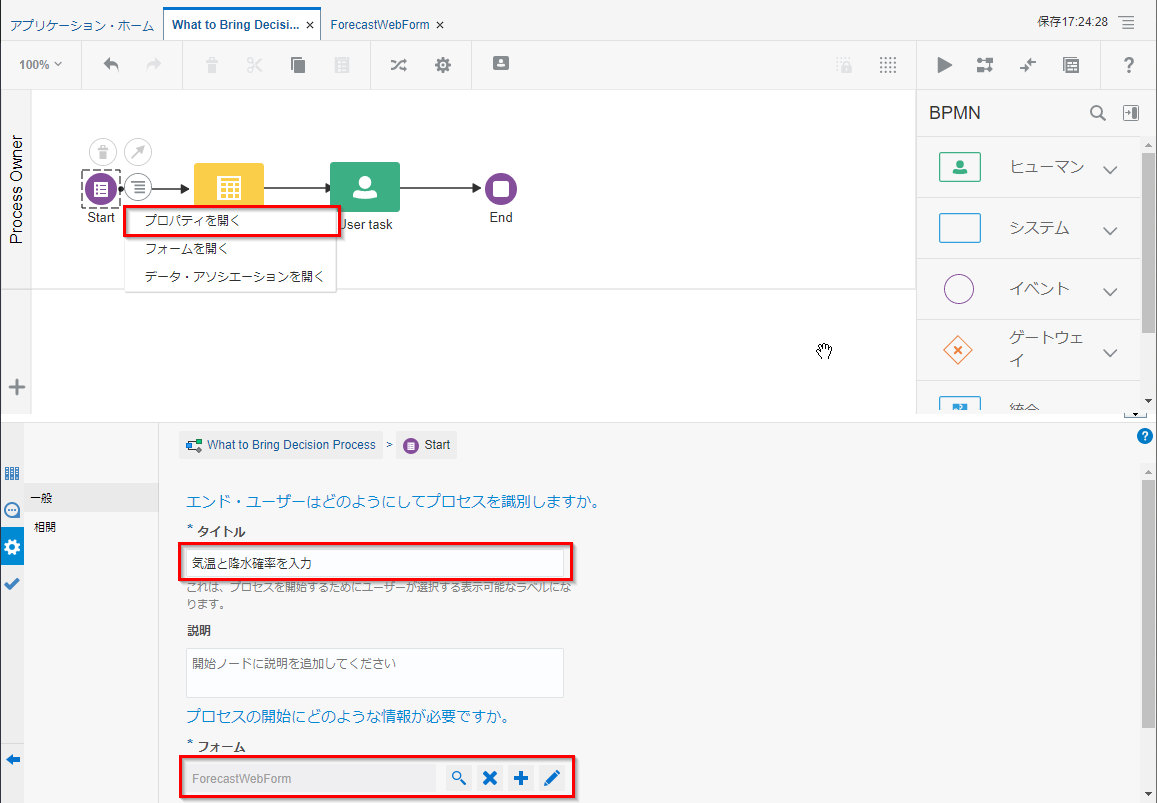 アプリケーション・ホーム
What to Bring Decisi... ×
ForecastWebForm ×
保存17:24:28
100%
?
Process Owner
Start
User task
End
プロパティを開く
フォームを開く
データ・アソシエーションを開く
BPMN
ヒューマン
システム
イベント
ゲートウェ
イ
統合
?
What to Bring Decision Process > Start
一般
相関
エンド・ユーザーはどのようにしてプロセスを識別しますか。
* タイトル
気温と降水確率を入力
これは、プロセスを開始するためにユーザーが選択する表示可能なラベルにな
ります。
説明
開始ノードに説明を追加してください
プロセスの開始にどのような情報が必要ですか。
* フォーム
ForecastWebForm